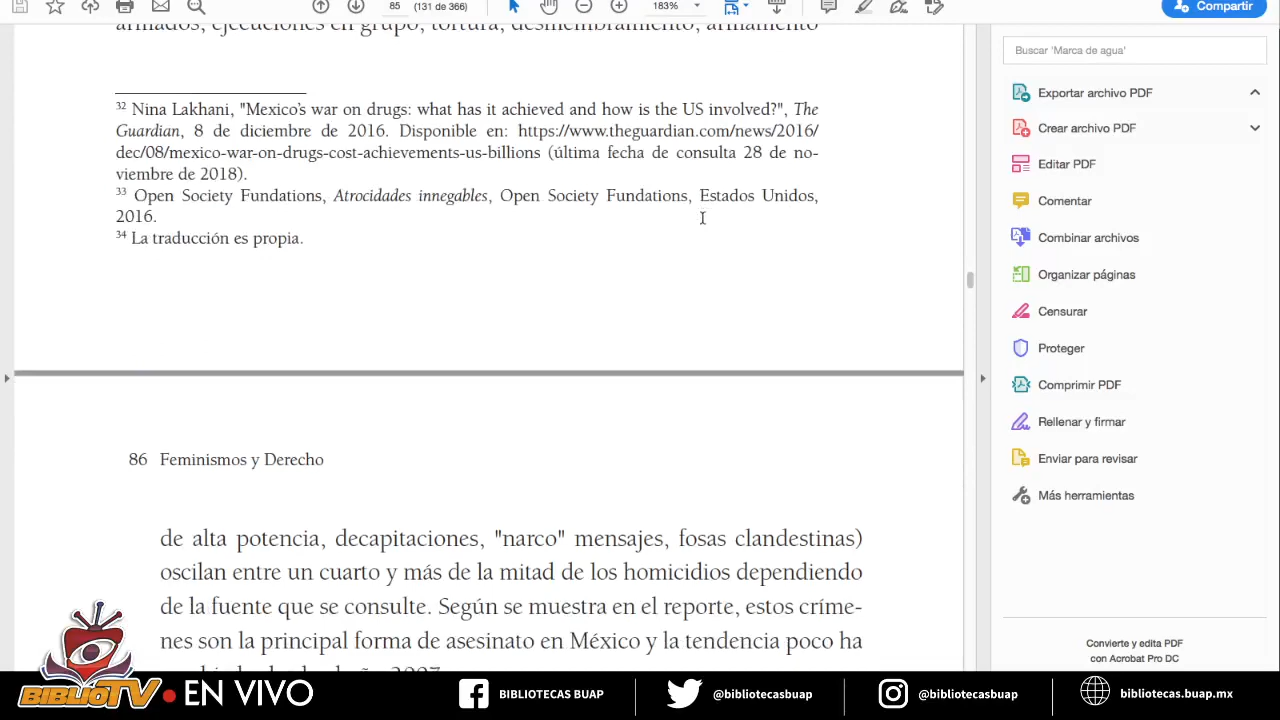 85 (131 de 366) 183% Compartir
armados, ejecuciones en grupo, tortura, desmembramiento, armamento
32 Nina Lakhani, "Mexico's war on drugs: what has it achieved and how is the US involved?", The
Guardian, 8 de diciembre de 2016. Disponible en: https://www.theguardian.com/news/2016/
dec/08/mexico-war-on-drugs-cost-achievements-us-billions (última fecha de consulta 28 de no-
viembre de 2018).
33 Open Society Fundations, Atrocidades innegables, Open Society Fundations, Estados Unidos,
2016.
34 La traducción es propia.
86 Feminismos y Derecho
de alta potencia, decapitaciones, "narco" mensajes, fosas clandestinas)
oscilan entre un cuarto y más de la mitad de los homicidios dependiendo
de la fuente que se consulte. Según se muestra en el reporte, estos críme-
nes son la principal forma de asesinato en México y la tendencia poco ha
Buscar 'Marca de agua'
Exportar archivo PDF
Crear archivo PDF
Editar PDF
Comentar
Combinar archivos
Organizar páginas
Censurar
Proteger
Comprimir PDF
Rellenar y firmar
Enviar para revisar
Más herramientas
Convierte y edita PDF
con Acrobat Pro DC
BIBLIOTV EN VIVO
BIBLIOTECAS BUAP
@bibliotecasbuap
@bibliotecasbuap
bibliotecas.buap.mx